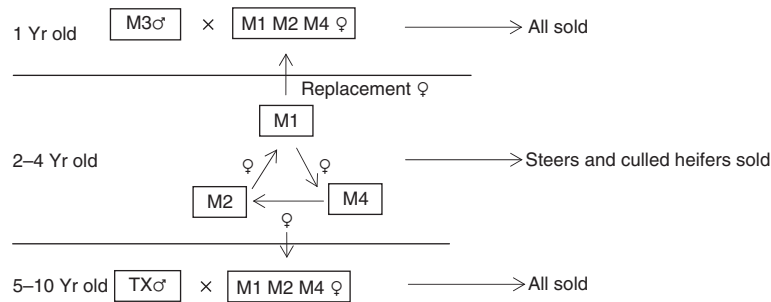 1 Yr old M3♂ × M1 M2 M4 ♀ All sold
Replacement ♀
M1
♀ ♀
2–4 Yr old Steers and culled heifers sold
M2 M4
♀
5–10 Yr old TX♂ × M1 M2 M4 ♀ All sold